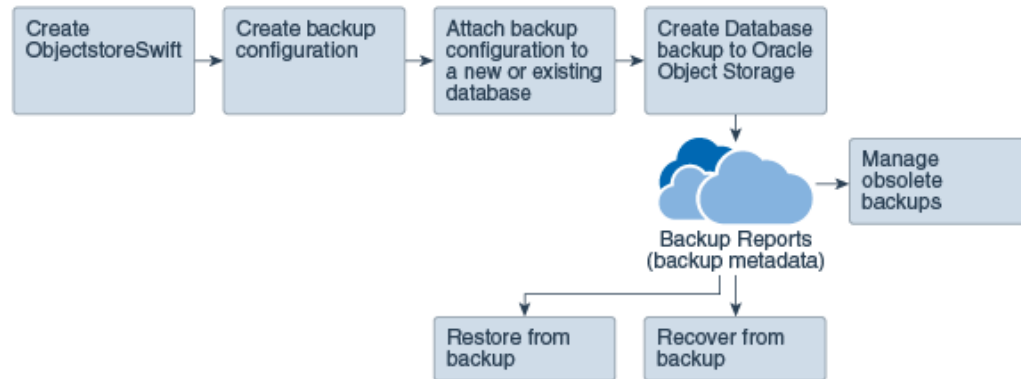 Create
ObjectstoreSwift
Create backup
configuration
Attach backup
configuration to
a new or existing
database
Create Database
backup to Oracle
Object Storage
Manage
obsolete
backups
Backup Reports
(backup metadata)
Restore from
backup
Recover from
backup